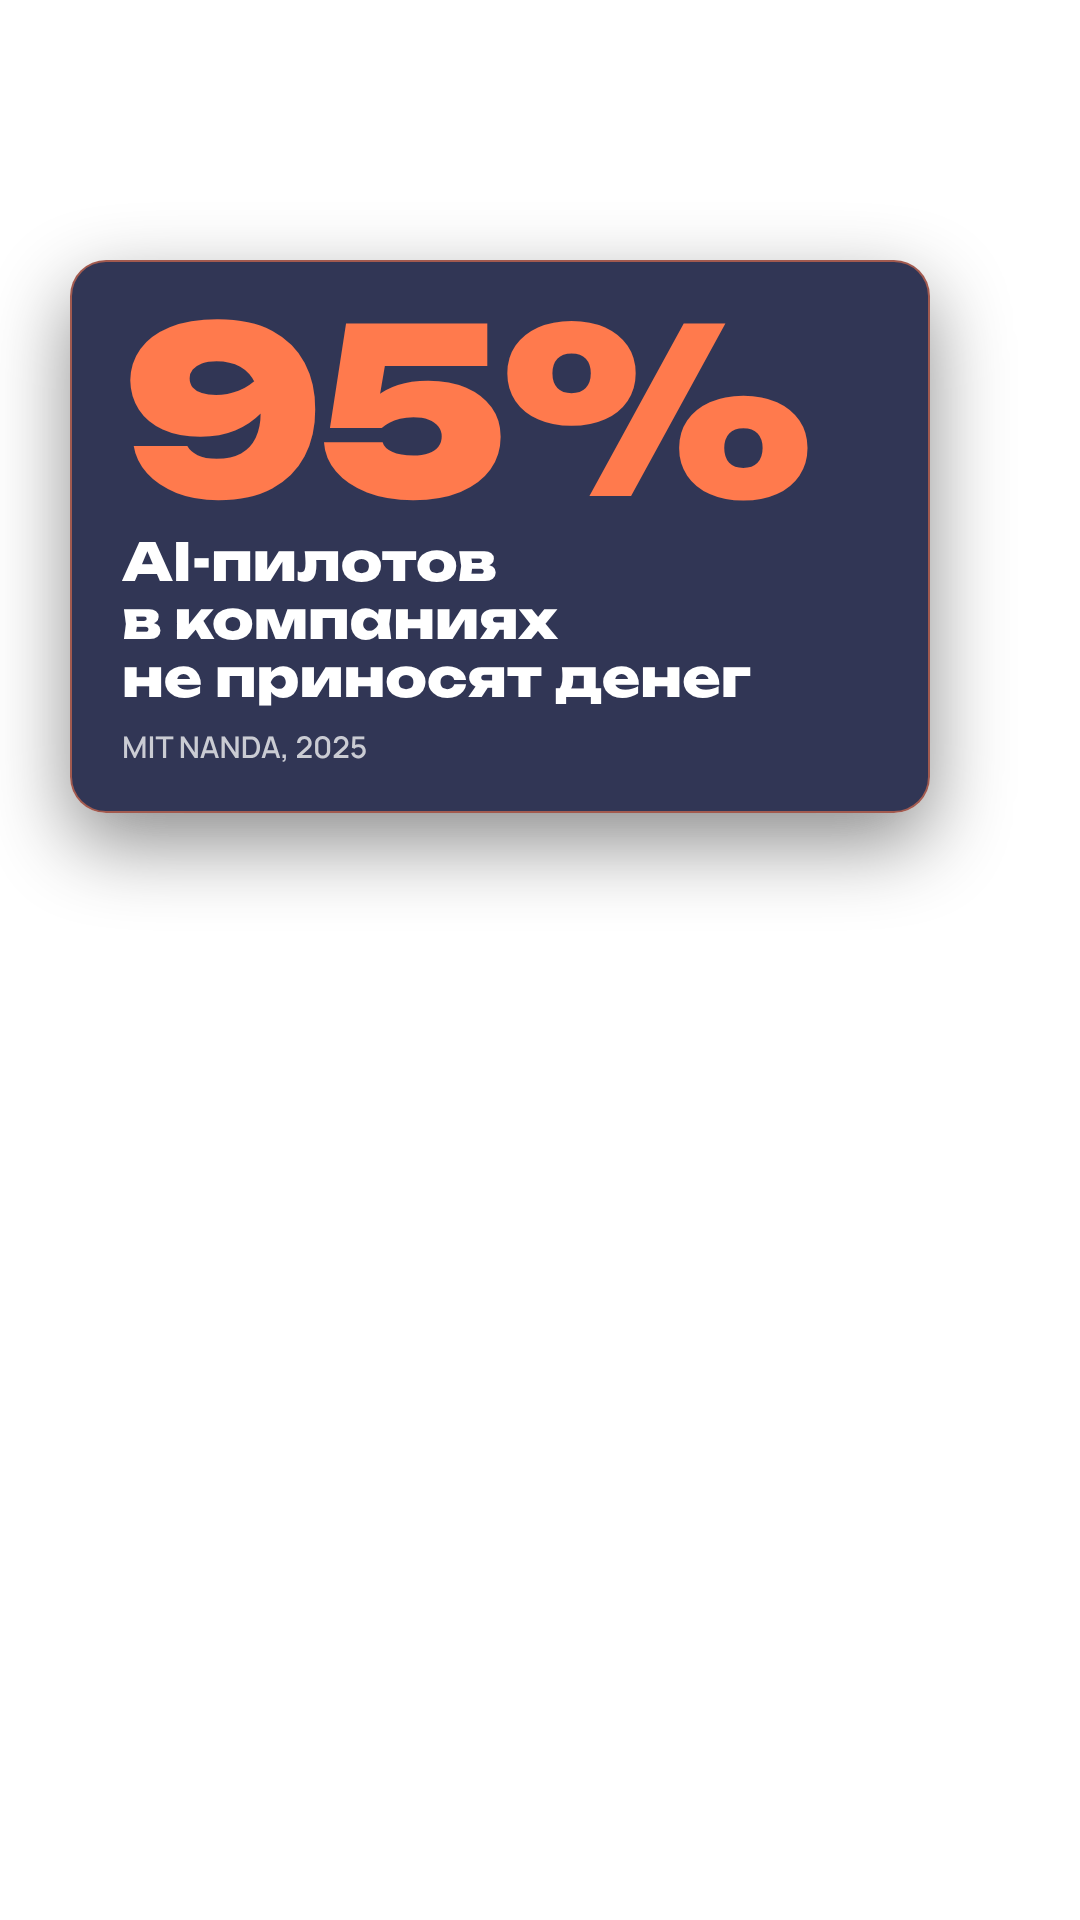 95%
AI-пилотов
в компаниях
не приносят денег
MIT NANDA, 2025